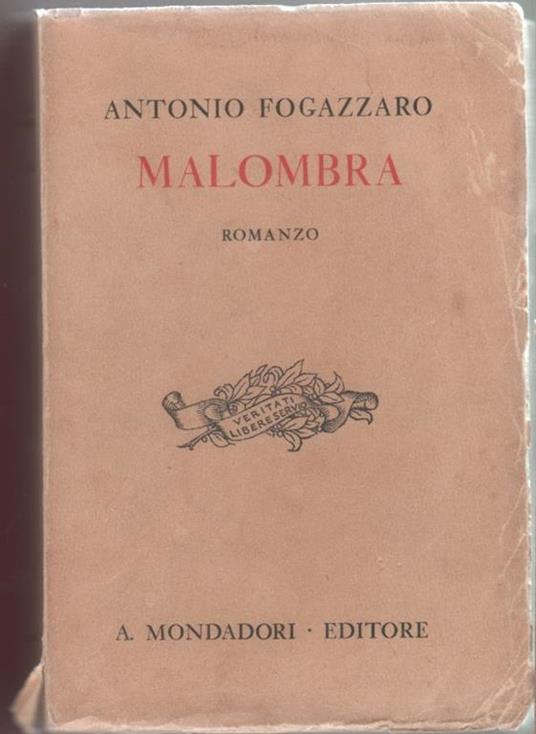 ANTONIO FOGAZZARO
MALOMBRA
ROMANZO
VERITATI
LIBERE SERVIO
A. MONDADORI · EDITORE